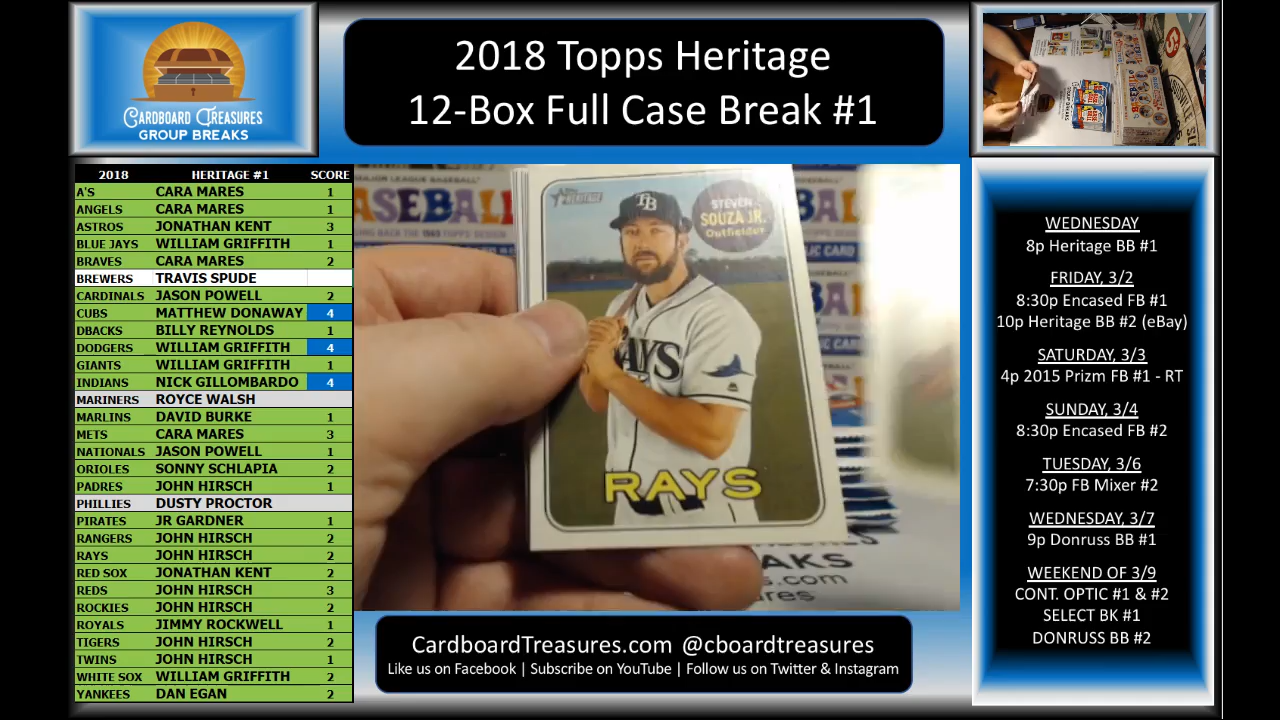 2018 Topps Heritage
12-Box Full Case Break #1
CARDBOARD TREASURES
GROUP BREAKS
2018 HERITAGE #1 SCORE
A'S CARA MARES 1
ANGELS CARA MARES 1
ASTROS JONATHAN KENT 3
BLUE JAYS WILLIAM GRIFFITH 1
BRAVES CARA MARES 2
BREWERS TRAVIS SPUDE
CARDINALS JASON POWELL 2
CUBS MATTHEW DONAWAY 4
DBACKS BILLY REYNOLDS 1
DODGERS WILLIAM GRIFFITH 4
GIANTS WILLIAM GRIFFITH 1
INDIANS NICK GILLOMBARDO 4
MARINERS ROYCE WALSH
MARLINS DAVID BURKE 1
METS CARA MARES 3
NATIONALS JASON POWELL 1
ORIOLES SONNY SCHLAPIA 2
PADRES JOHN HIRSCH 1
PHILLIES DUSTY PROCTOR
PIRATES JR GARDNER 1
RANGERS JOHN HIRSCH 2
RAYS JOHN HIRSCH 2
RED SOX JONATHAN KENT 2
REDS JOHN HIRSCH 3
ROCKIES JOHN HIRSCH 2
ROYALS JIMMY ROCKWELL 1
TIGERS JOHN HIRSCH 2
TWINS JOHN HIRSCH 1
WHITE SOX WILLIAM GRIFFITH 2
YANKEES DAN EGAN 2
ASEBALL
HERITAGE
TB
STEVEN
SOUZA JR.
Outfielder
RAYS
RAYS
CardboardTreasures.com @cboardtreasures
Like us on Facebook | Subscribe on YouTube | Follow us on Twitter & Instagram
WEDNESDAY
8p Heritage BB #1
FRIDAY, 3/2
8:30p Encased FB #1
10p Heritage BB #2 (eBay)
SATURDAY, 3/3
4p 2015 Prizm FB #1 - RT
SUNDAY, 3/4
8:30p Encased FB #2
TUESDAY, 3/6
7:30p FB Mixer #2
WEDNESDAY, 3/7
9p Donruss BB #1
WEEKEND OF 3/9
CONT. OPTIC #1 & #2
SELECT BK #1
DONRUSS BB #2